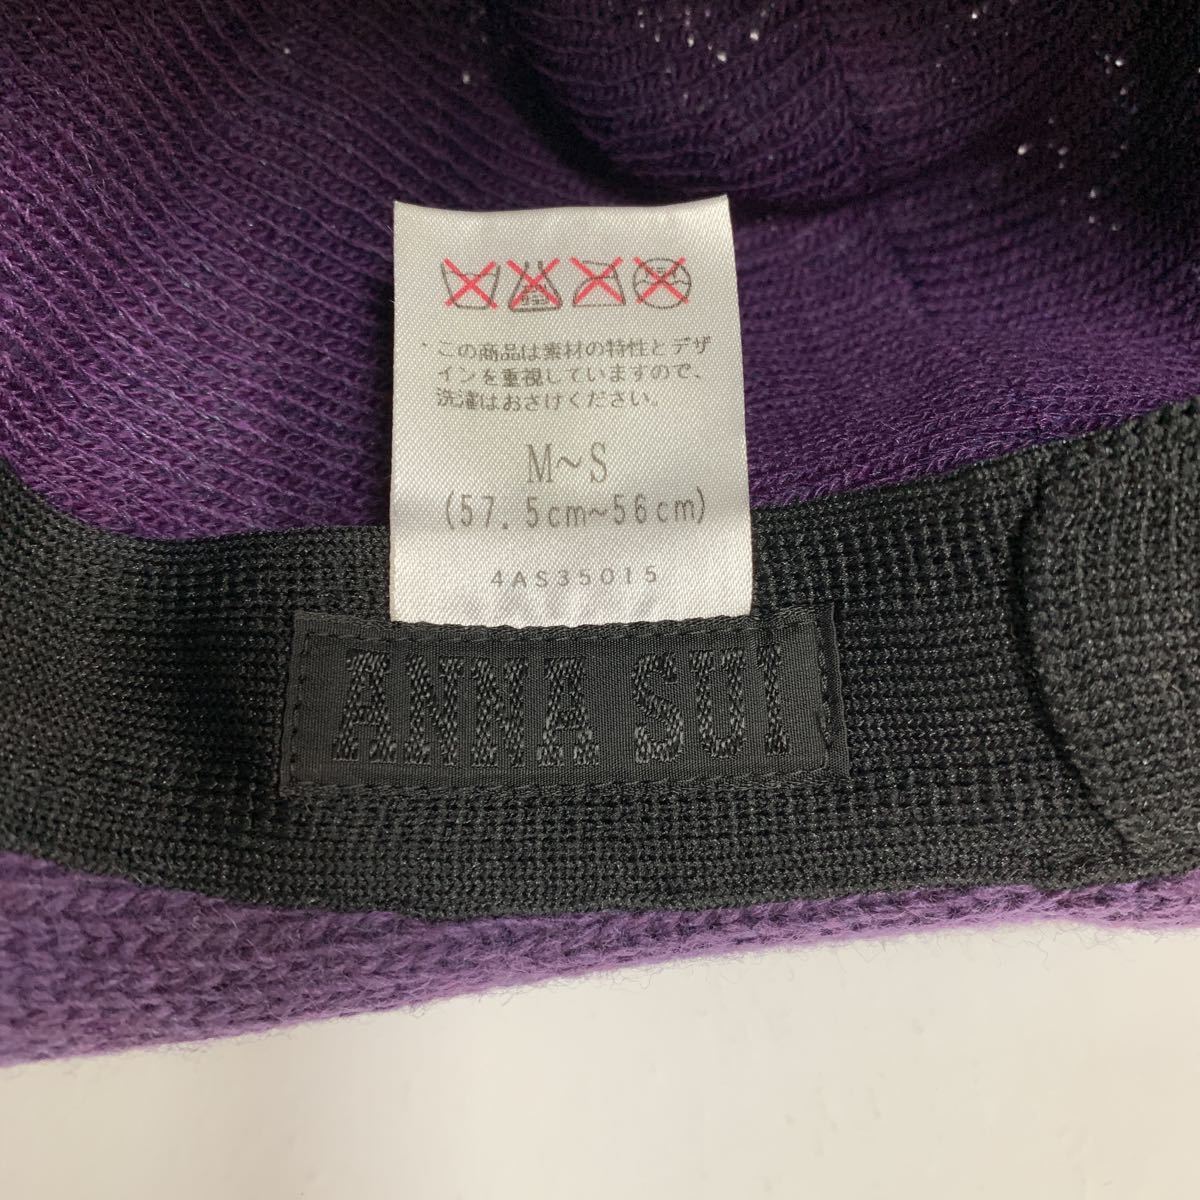 ・この商品は素材の特性とデザ
インを重視していますので、
洗濯はおさけください。
M～S
(57.5cm~56cm)
4AS35015
ANNA SUI